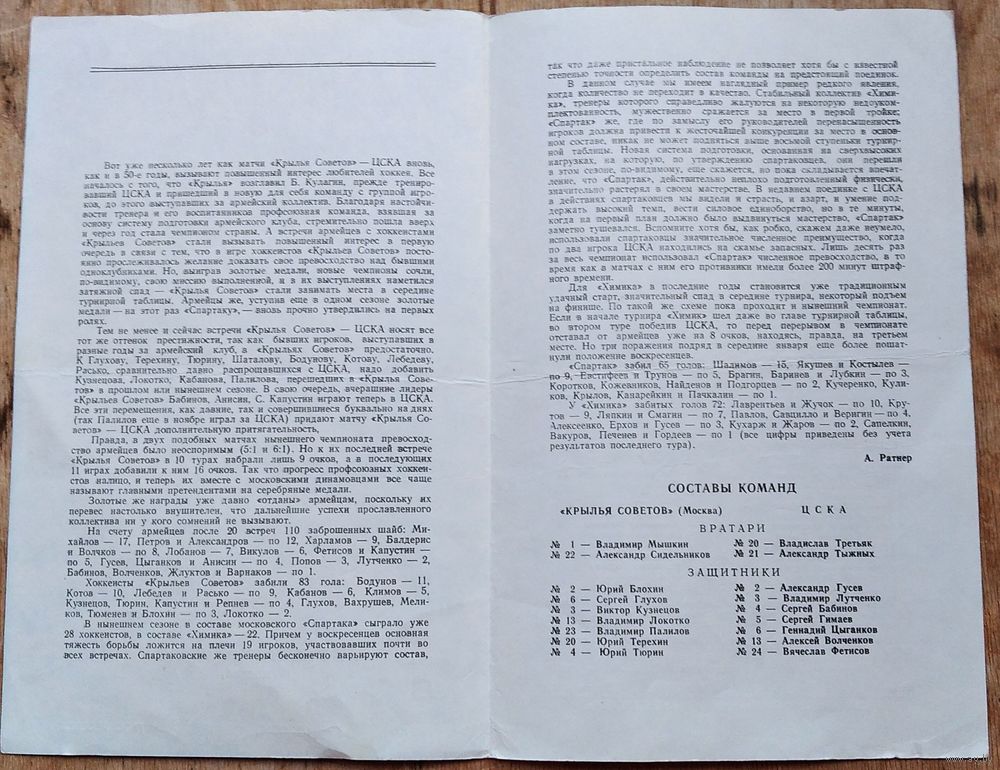 Вот уже несколько лет как матчи «Крылья Советов» — ЦСКА вновь,
как и в 50-е годы, вызывают повышенный интерес любителей хоккея. Все
началось с того, что «Крылья» возглавил Б. Кулагин, прежде трениро-
вавший ЦСКА и пришедший в новую для себя команду с группой игро-
ков, до этого выступавших за армейский коллектив. Благодаря настойчи-
вости тренера и его воспитанников профсоюзная команда, взявшая за
основу систему подготовки армейского клуба, стремительно пошла вверх
и через год стала чемпионом страны. А встречи армейцев с хоккеистами
«Крыльев Советов» стали вызывать повышенный интерес в первую
очередь в связи с тем, что в игре хоккеистов «Крыльев Советов» посто-
янно прослеживалось желание доказать свое превосходство над бывшими
одноклубниками. Но, выиграв золотые медали, новые чемпионы сочли,
по-видимому, свою миссию выполненной, и в их выступлениях наметился
затяжной спад — «Крылья Советов» стали занимать места в середине
турнирной таблицы. Армейцы же, уступив еще в одном сезоне золотые
медали — на этот раз «Спартаку», — вновь прочно утвердились на первых
ролях.
Тем не менее и сейчас встречи «Крылья Советов» — ЦСКА носят все
тот же оттенок престижности, так как бывших игроков, выступавших в
разные годы за армейский клуб, в «Крыльях Советов» предостаточно.
К Глухову, Терехину, Тюрину, Шаталову, Бодунову, Котову, Лебедеву,
Расько, сравнительно давно распрощавшихся с ЦСКА, надо добавить
Кузнецова, Локотко, Кабанова, Палилова, перешедших в «Крылья Сове-
тов» в прошлом или нынешнем сезоне. В свою очередь, вчерашние лидеры
«Крыльев Советов» Бабинов, Анисин, С. Капустин играют теперь в ЦСКА.
Все эти перемещения, как давние, так и совершившиеся буквально на днях
(так Палилов еще в ноябре играл за ЦСКА) придают матчу «Крылья Со-
ветов» — ЦСКА дополнительную притягательность,
Правда, в двух подобных матчах нынешнего чемпионата превосход-
ство армейцев было неоспоримым (5:1 и 6:1). Но к их последней встрече
«Крылья Советов» в 10 турах набрали лишь 9 очков, а в последующих
11 играх добавили к ним 16 очков. Так что прогресс профсоюзных хоккеи-
стов налицо, и теперь их вместе с московскими динамовцами все чаще
называют главными претендентами на серебряные медали.
Золотые же награды уже давно «отданы» армейцам, поскольку их
перевес настолько внушителен, что дальнейшие успехи прославленного
коллектива ни у кого сомнений не вызывают.
На счету армейцев после 20 встреч 110 заброшенных шайб: Ми-
хайлов — 17, Петров и Александров — по 12, Харламов — 9, Балдерис
и Волчков — по 8, Лобанов — 7, Викулов — 6, Фетисов и Капустин —
по 5, Гусев, Цыганков и Анисин — по 4, Попов — 3, Лутченко — 2,
Бабинов, Волченков, Жлуктов и Варнаков — по 1.
Хоккеисты «Крыльев Советов» забили 83 гола: Бодунов — 11,
Котов — 10, Лебедев и Расько — по 9, Кабанов — 6, Климов — 5,
Кузнецов, Тюрин, Капустин и Репнев — по 4, Глухов, Вахрушев, Мели-
ков, Тюменев и Блохин — по 3, Локотко — 2.
В нынешнем сезоне в составе московского «Спартака» сыграло уже
28 хоккеистов, в составе «Химика» — 22. Причем у воскресенцев основная
тяжесть борьбы ложится на плечи 19 игроков, участвовавших почти во
всех встречах. Спартаковские же тренеры бесконечно варьируют состав,
так что даже пристальное наблюдение не позволяет хотя бы с известной
степенью точности определить состав команды на предстоящий поединок.
В данном случае мы имеем наглядный пример редкого явления,
когда количество не переходит в качество. Стабильный коллектив «Хими-
ка», тренеры которого справедливо жалуются на некоторую недоуком-
плектованность, мужественно сражается за место в первой тройке;
«Спартак» же, где по замыслу его руководителей перенасыщенность
игроков должна привести к жесточайшей конкуренции за место в основ-
ном составе, никак не может подняться выше восьмой ступеньки турнир-
ной таблицы. Новая система подготовки, основанная на сверхвысоких
нагрузках, на которую, по утверждению спартаковцев, они перешли
в этом сезоне, по-видимому, еще скажется, но пока складывается впечат-
ление, что «Спартак», действительно неплохо подготовленный физически,
значительно растерял в своем мастерстве. В недавнем поединке с ЦСКА
в действиях спартаковцев мы видели и страсть, и азарт, и умение под-
держать высокий темп, вести силовое единоборство, но в те минуты,
когда на первый план должно было выдвинуться мастерство, «Спартак»
заметно тушевался. Вспомните хотя бы, как робко, скажем даже неумело,
использовали спартаковцы значительное численное преимущество, когда
по два игрока ЦСКА находились на скамье запасных. Лишь десять раз
за весь чемпионат использовал «Спартак» численное превосходство, в то
время как в матчах с ним его противники имели более 200 минут штраф-
ного времени.
Для «Химика» в последние годы становится уже традиционным
удачный старт, значительный спад в середине турнира, некоторый подъем
на финише. По такой же схеме пока проходит и нынешний чемпионат.
Если в начале турнира «Химик» шел даже во главе турнирной таблицы,
во втором туре победив ЦСКА, то перед перерывом в чемпионате
отставал от армейцев уже на 8 очков, находясь, правда, на третьем
месте. Но три поражения подряд в середине января еще более пошат-
нули положение воскресенцев.
«Спартак» забил 65 голов: Шалимов — 15, Якушев и Костылев —
по 9, Евстифеев и Трунов — по 5, Брагин, Баринев и Лубкин — по 3,
Коротков, Кожевников, Найденов и Подгорцев — по 2, Кучеренко, Кули-
ков, Крылов, Канарейкин и Пачкалин — по 1.
У «Химика» забитых голов 72: Лаврентьев и Жучок — по 10, Кру-
тов — 9, Ляпкин и Смагин — по 7, Павлов, Савцилло и Веригин — по 4,
Алексеенко, Ерхов и Гусев — по 3, Кухарж и Жаров — по 2, Сапелкин,
Вакуров, Печенев и Гордеев — по 1 (все цифры приведены без учета
результатов последнего тура).
А. Ратнер
СОСТАВЫ КОМАНД
«КРЫЛЬЯ СОВЕТОВ» (Москва) ЦСКА
ВРАТАРИ
№ 1 — Владимир Мышкин № 20 — Владислав Третьяк
№ 22 — Александр Сидельников № 21 — Александр Тыжных
ЗАЩИТНИКИ
№ 2 — Юрий Блохин № 2 — Александр Гусев
№ 6 — Сергей Глухов № 3 — Владимир Лутченко
№ 3 — Виктор Кузнецов № 4 — Сергей Бабинов
№ 13 — Владимир Локотко № 5 — Сергей Гимаев
№ 23 — Владимир Палилов № 6 — Геннадий Цыганков
№ 20 — Юрий Терехин № 13 — Алексей Волченков
№ 4 — Юрий Тюрин № 24 — Вячеслав Фетисов